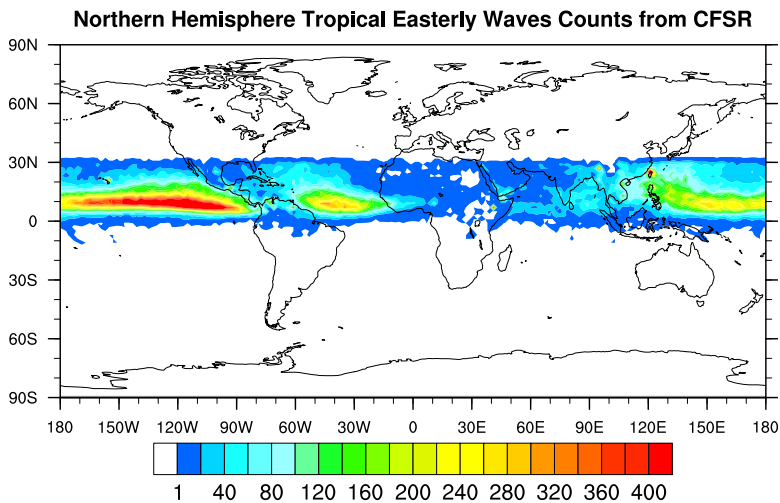 Northern Hemisphere Tropical Easterly Waves Counts from CFSR
90N
60N
30N
0
30S
60S
90S
180 150W 120W 90W 60W 30W 0 30E 60E 90E 120E 150E 180
1 40 80 120 160 200 240 280 320 360 400